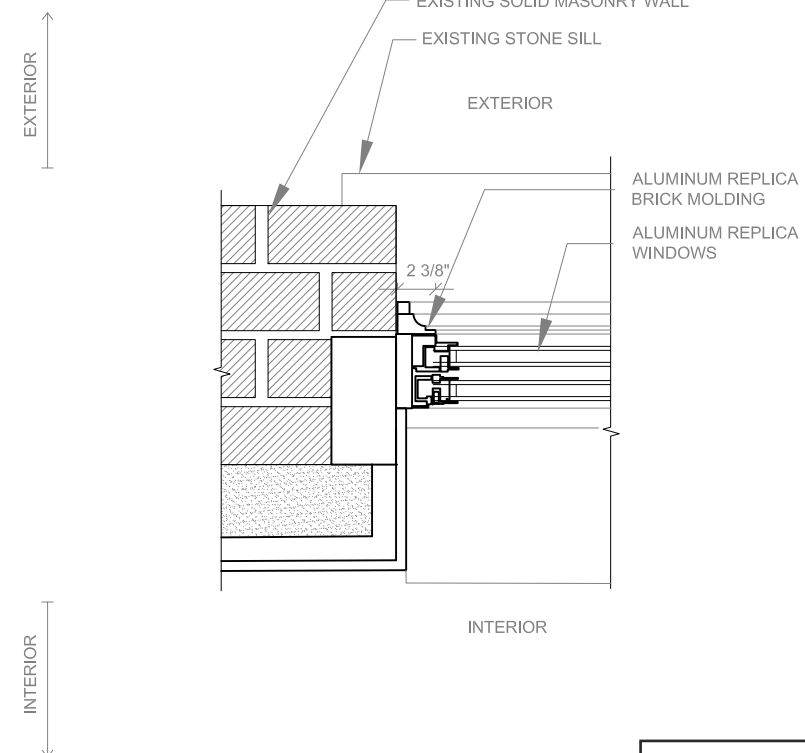 EXISTING SOLID MASONRY WALL
EXISTING STONE SILL
EXTERIOR
EXTERIOR
ALUMINUM REPLICA
BRICK MOLDING
ALUMINUM REPLICA
WINDOWS
2 3/8"
INTERIOR
INTERIOR